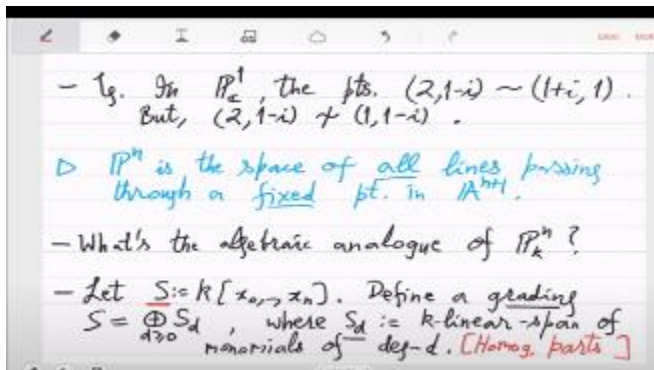 - Eg. In ℙ¹_ℂ, the pts. (2,1-i) ~ (1+i, 1).
But, (2,1-i) ≁ (1,1-i).
▷ ℙⁿ is the space of all lines passing
through a fixed pt. in 𝔸ⁿ⁺¹.
- What's the algebraic analogue of ℙⁿ_k ?
- Let S:= k[x₀,..,xₙ]. Define a grading
S = ⊕_{d≥0} S_d , where S_d := k-linear-span of
monomials of deg-d. [Homog. parts]